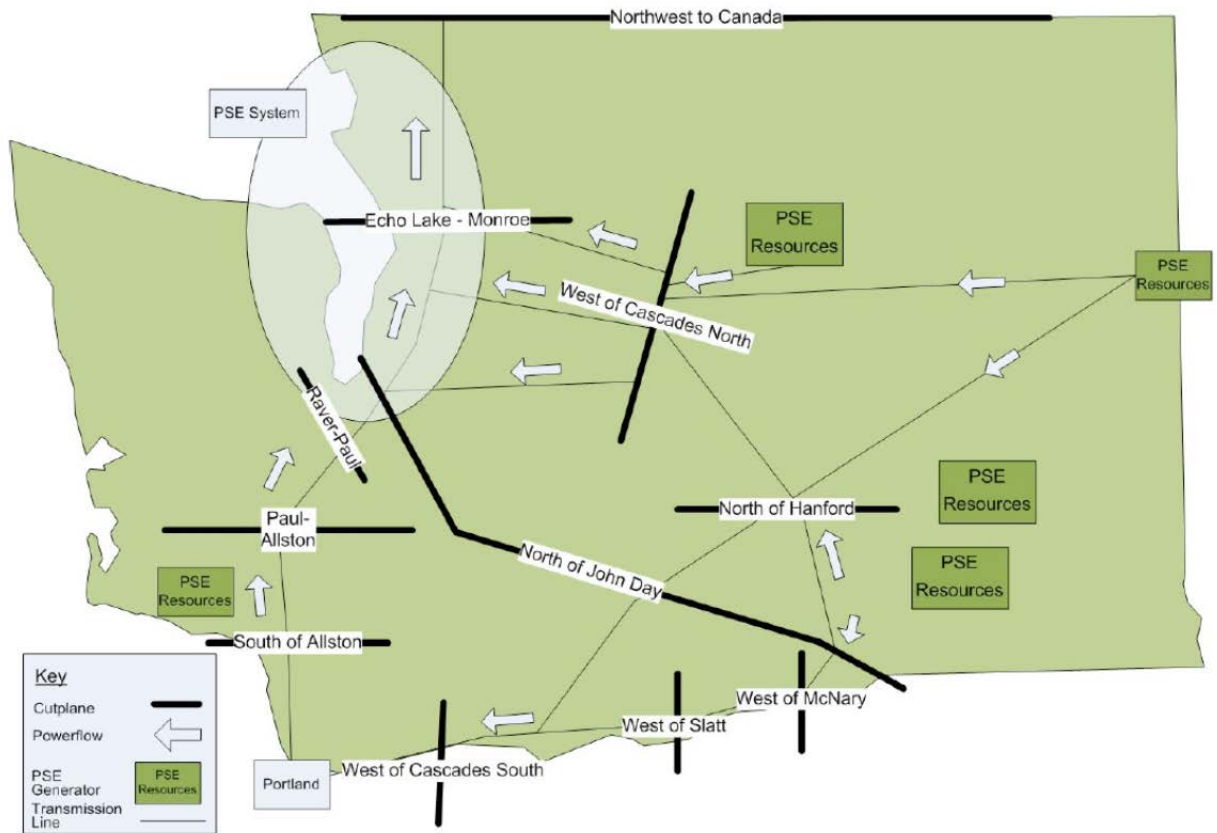 Northwest to Canada
PSE System
Echo Lake - Monroe
PSE
Resources
PSE
Resources
West of Cascades North
Raver-Paul
PSE
Resources
North of Hanford
Paul-
Allston
North of John Day
PSE
Resources
PSE
Resources
South of Allston
West of McNary
West of Slatt
West of Cascades South
Portland
Key
Cutplane
Powerflow
PSE
Generator
PSE
Resources
Transmission
Line